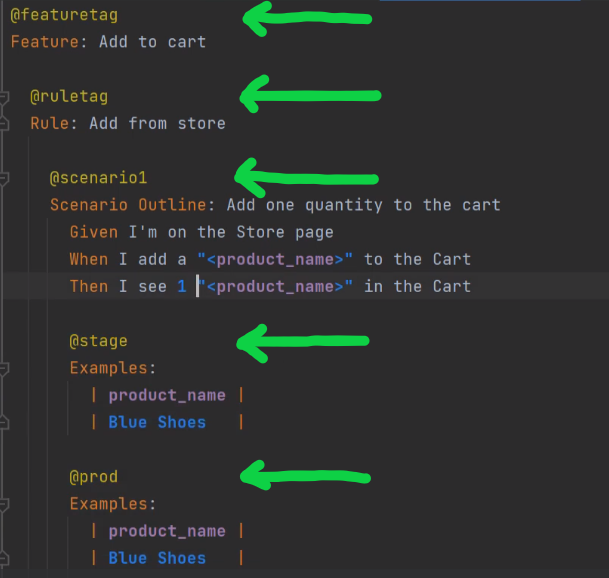 @featuretag
Feature: Add to cart
@ruletag
Rule: Add from store
@scenario1
Scenario Outline: Add one quantity to the cart
Given I'm on the Store page
When I add a "<product_name>" to the Cart
Then I see 1 "<product_name>" in the Cart
@stage
Examples:
| product_name |
| Blue Shoes |
@prod
Examples:
| product_name |
| Blue Shoes |